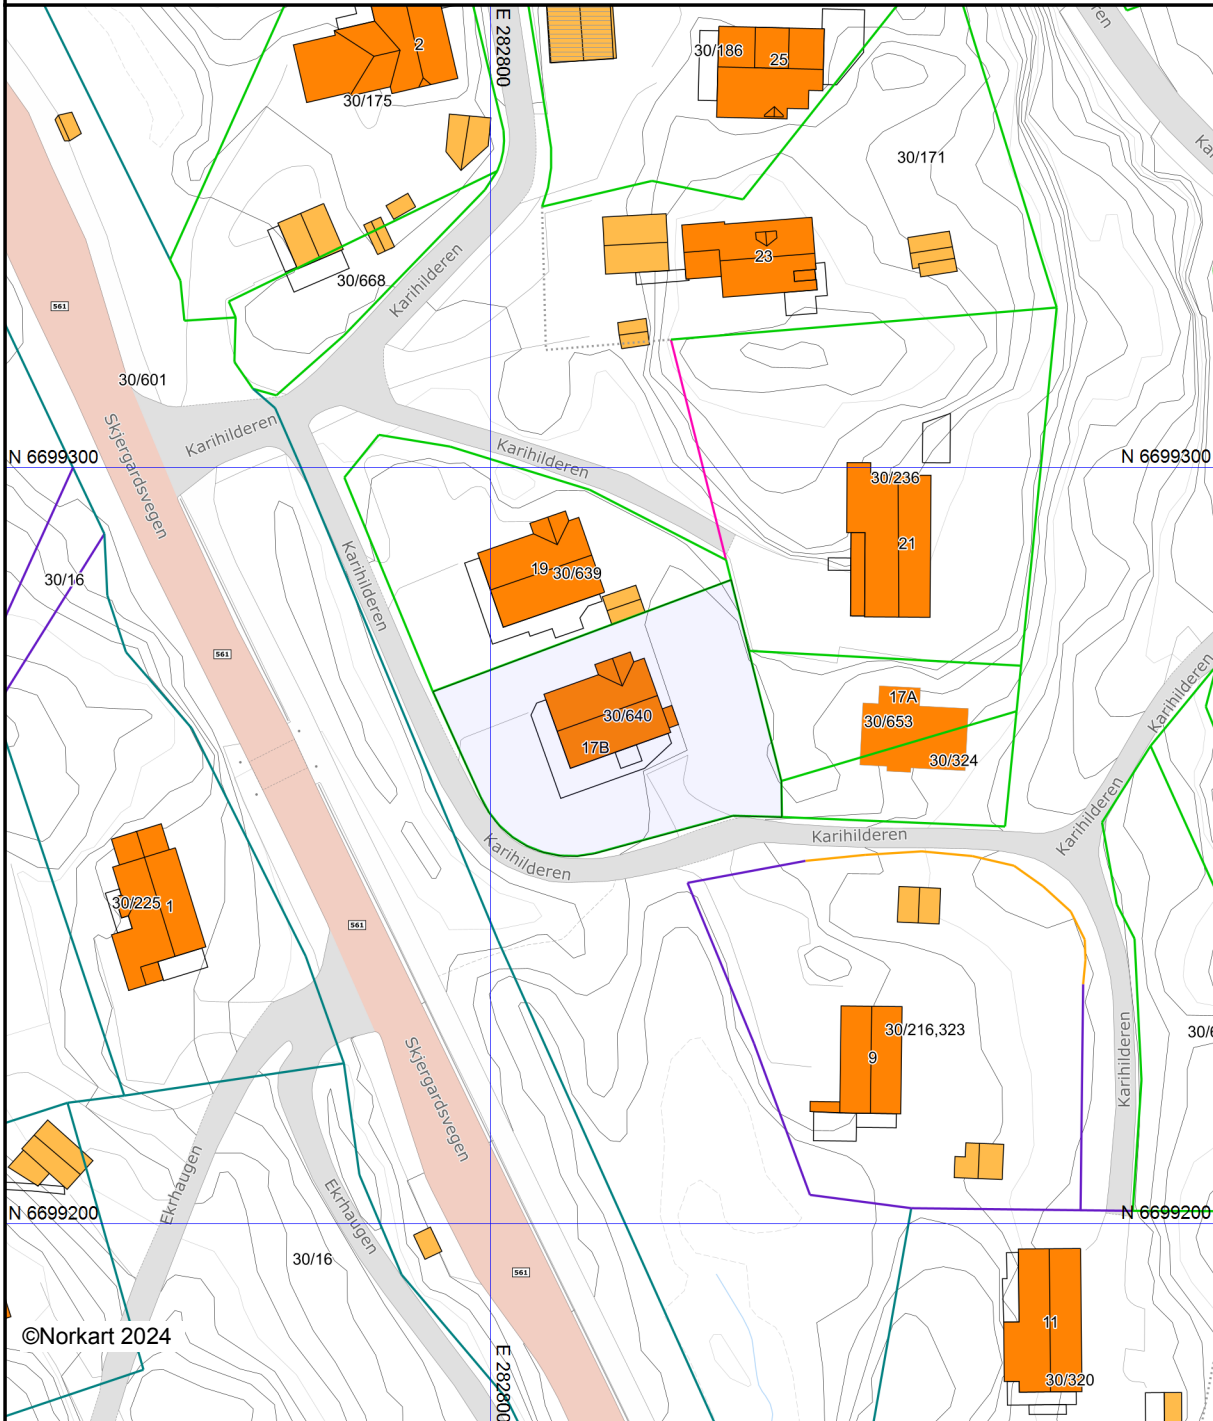 E 282800
2
30/175
30/186
25
30/171
Karihilderen
23
30/668
561
30/601
Karihilderen
Karihilderen
N 6699300
N 6699300
Skjergardsvegen
30/236
21
30/16
Karihilderen
19
30/639
561
17A
30/640
30/653
17B
30/324
Karihilderen
Karihilderen
Karihilderen
Karihilderen
30/225
1
561
30/216,323
9
Karihilderen
Skjergardsvegen
Ekrhaugen
Ekrhaugen
N 6699200
N 6699200
30/16
561
©Norkart 2024
11
30/320
E 282800